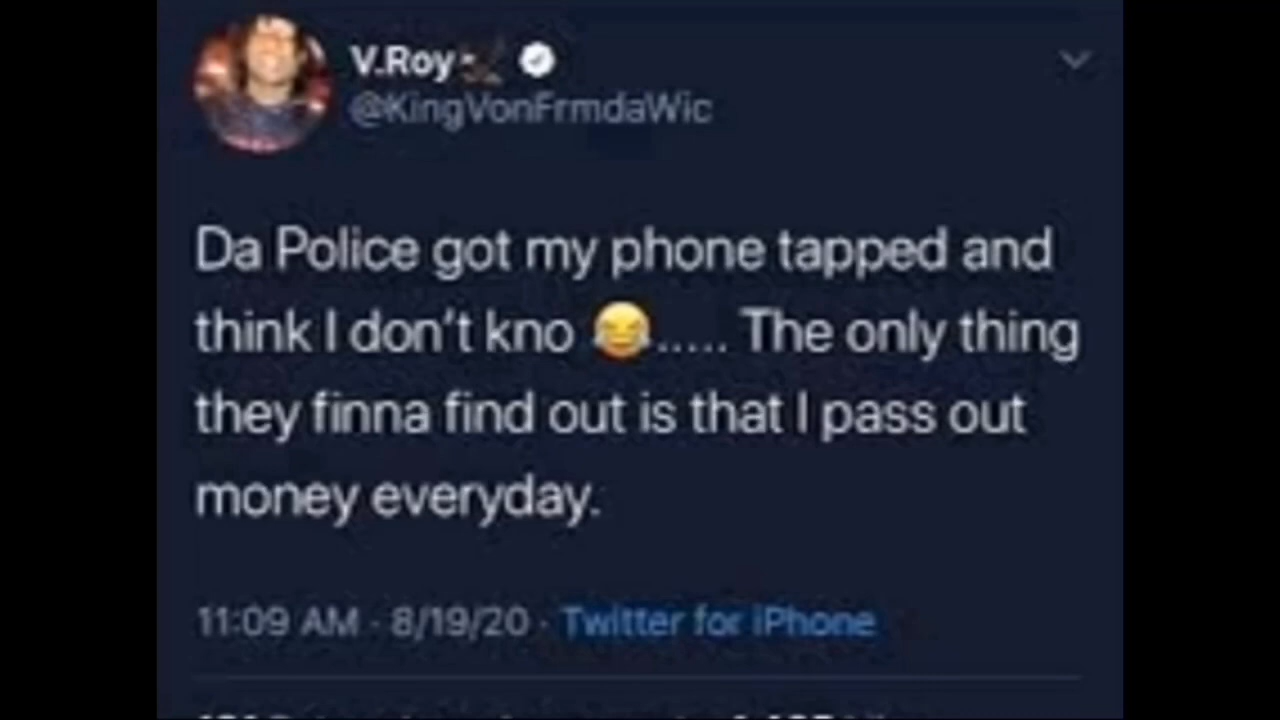 V.Roy
@KingVonFrmdaWic
Da Police got my phone tapped and
think I don't kno 😂..... The only thing
they finna find out is that I pass out
money everyday.
11:09 AM · 8/19/20 · Twitter for iPhone